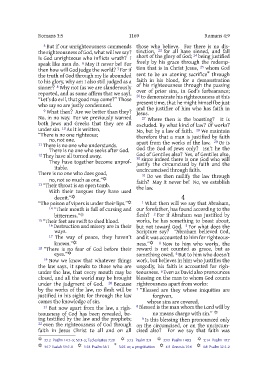 Romans 3:5 1169 Romans 4:9
5 But if our unrighteousness commends
the righteousness of God, what will we say?
Is God unrighteous who inflicts wrath? I
speak like men do. 6 May it never be! For
then how will God judge the world? 7 For if
the truth of God through my lie abounded
to his glory, why am I also still judged as a
sinner? 8 Why not (as we are slanderously
reported, and as some affirm that we say),
"Let's do evil, that good may come?" Those
who say so are justly condemned.
9 What then? Are we better than they?
No, in no way. For we previously warned
both Jews and Greeks that they are all
under sin. 10 As it is written,
"There is no one righteous;
no, not one.
11 There is no one who understands.
There is no one who seeks after God.
12 They have all turned away.
They have together become unprof-
itable.
There is no one who does good,
no, not so much as one."
13 "Their throat is an open tomb.
With their tongues they have used
deceit."
"The poison of vipers is under their lips."
14 "Their mouth is full of cursing and
bitterness."
15 "Their feet are swift to shed blood.
16 Destruction and misery are in their
ways.
17 The way of peace, they haven't
known."
18 "There is no fear of God before their
eyes."
19 Now we know that whatever things
the law says, it speaks to those who are
under the law, that every mouth may be
closed, and all the world may be brought
under the judgment of God. 20 Because
by the works of the law, no flesh will be
justified in his sight; for through the law
comes the knowledge of sin.
21 But now apart from the law, a right-
eousness of God has been revealed, be-
ing testified by the law and the prophets;
22 even the righteousness of God through
faith in Jesus Christ to all and on all
those who believe. For there is no dis-
tinction, 23 for all have sinned, and fall
short of the glory of God; 24 being justified
freely by his grace through the redemp-
tion that is in Christ Jesus, 25 whom God
sent to be an atoning sacrifice through
faith in his blood, for a demonstration
of his righteousness through the passing
over of prior sins, in God's forbearance;
26 to demonstrate his righteousness at this
present time, that he might himself be just
and the justifier of him who has faith in
Jesus.
27 Where then is the boasting? It is
excluded. By what kind of law? Of works?
No, but by a law of faith. 28 We maintain
therefore that a man is justified by faith
apart from the works of the law. 29 Or is
God the God of Jews only? Isn't he the
God of Gentiles also? Yes, of Gentiles also,
30 since indeed there is one God who will
justify the circumcised by faith and the
uncircumcised through faith.
31 Do we then nullify the law through
faith? May it never be! No, we establish
the law.
1 What then will we say that Abraham,
our forefather, has found according to the
flesh? 2 For if Abraham was justified by
works, he has something to boast about,
but not toward God. 3 For what does the
Scripture say? "Abraham believed God,
and it was accounted to him for righteous-
ness." 4 Now to him who works, the
reward is not counted as grace, but as
something owed. 5 But to him who doesn't
work, but believes in him who justifies the
ungodly, his faith is accounted for right-
eousness. 6 Even as David also pronounces
blessing on the man to whom God counts
righteousness apart from works:
7 "Blessed are they whose iniquities are
forgiven,
whose sins are covered.
8 Blessed is the man whom the Lord will by
no means charge with sin."
9 Is this blessing then pronounced only
on the circumcised, or on the uncircum-
cised also? For we say that faith was